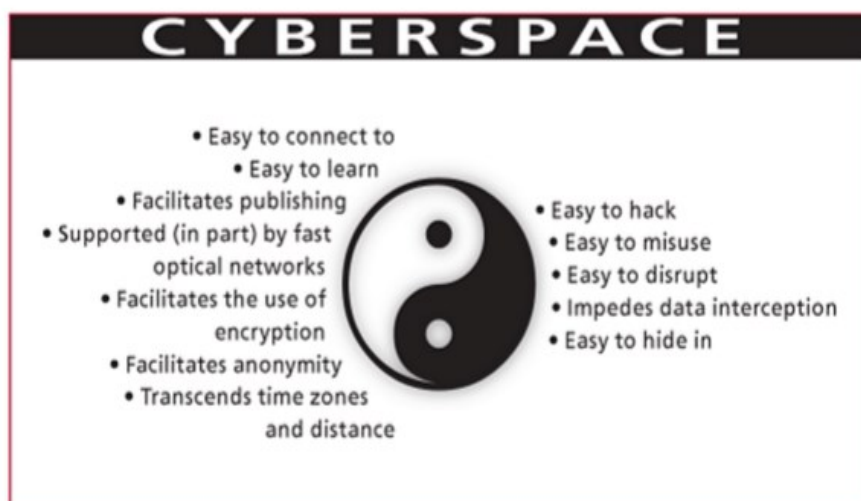 CYBERSPACE
• Easy to connect to
• Easy to learn
• Facilitates publishing
• Supported (in part) by fast
optical networks
• Facilitates the use of
encryption
• Facilitates anonymity
• Transcends time zones
and distance
• Easy to hack
• Easy to misuse
• Easy to disrupt
• Impedes data interception
• Easy to hide in